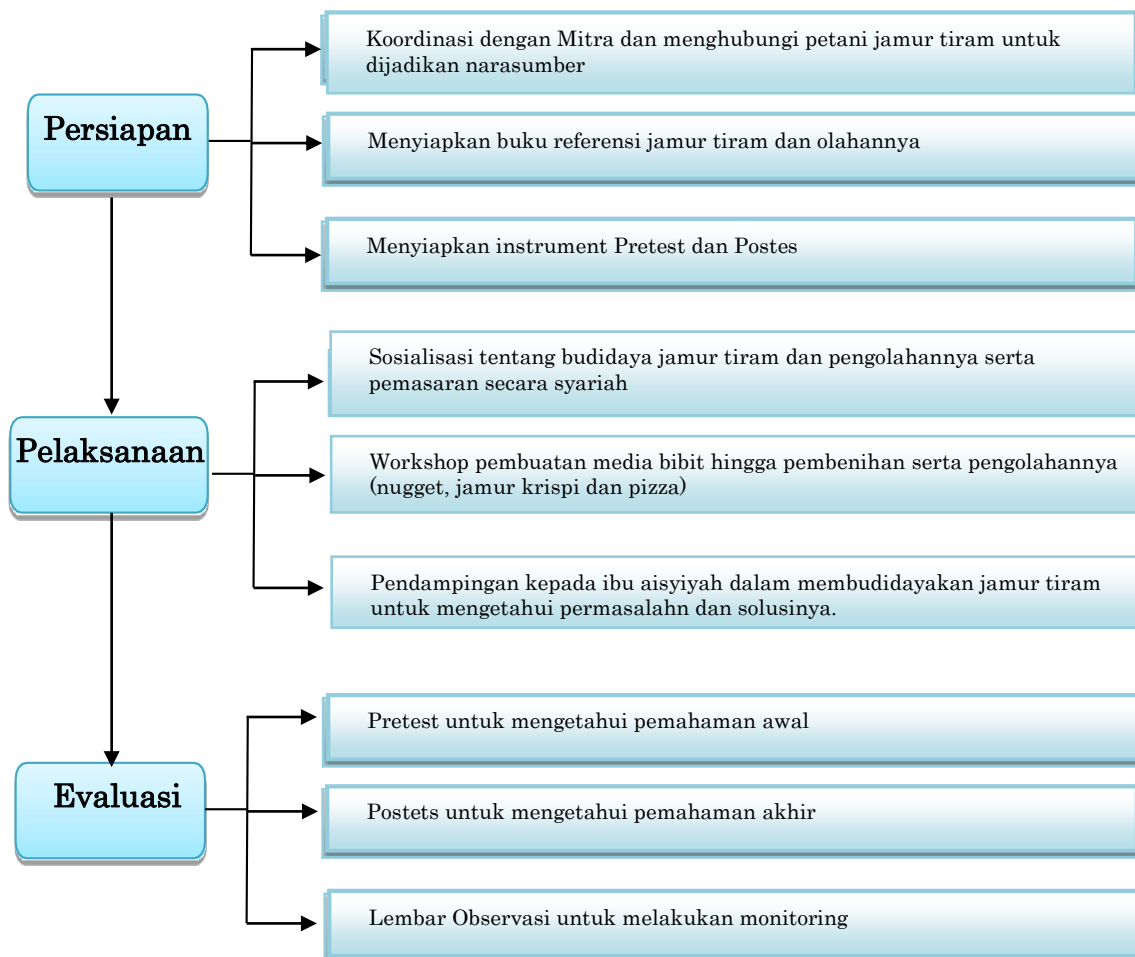 Persiapan
Koordinasi dengan Mitra dan menghubungi petani jamur tiram untuk
dijadikan narasumber
Menyiapkan buku referensi jamur tiram dan olahannya
Menyiapkan instrument Pretest dan Postes
Pelaksanaan
Sosialisasi tentang budidaya jamur tiram dan pengolahannya serta
pemasaran secara syariah
Workshop pembuatan media bibit hingga pembenihan serta pengolahannya
(nugget, jamur krispi dan pizza)
Pendampingan kepada ibu aisyiyah dalam membudidayakan jamur tiram
untuk mengetahui permasalahn dan solusinya.
Evaluasi
Pretest untuk mengetahui pemahaman awal
Postets untuk mengetahui pemahaman akhir
Lembar Observasi untuk melakukan monitoring